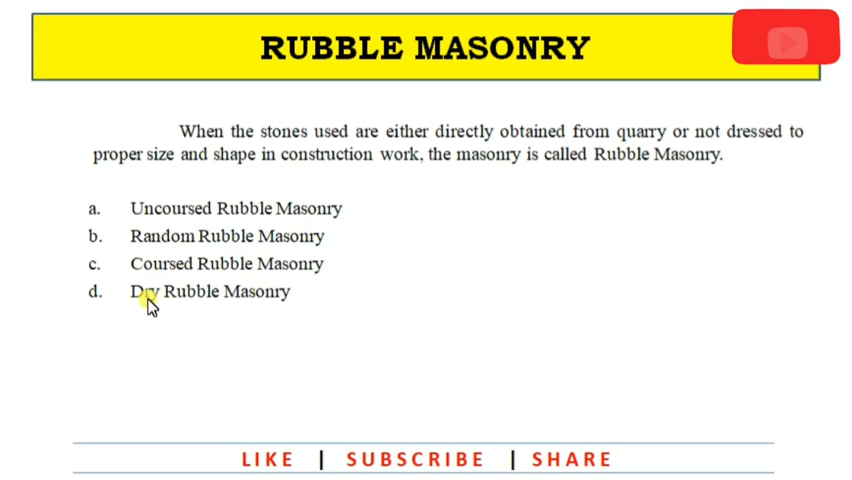 RUBBLE MASONRY
When the stones used are either directly obtained from quarry or not dressed to
proper size and shape in construction work, the masonry is called Rubble Masonry.
a. Uncoursed Rubble Masonry
b. Random Rubble Masonry
c. Coursed Rubble Masonry
d. Dry Rubble Masonry
LIKE | SUBSCRIBE | SHARE